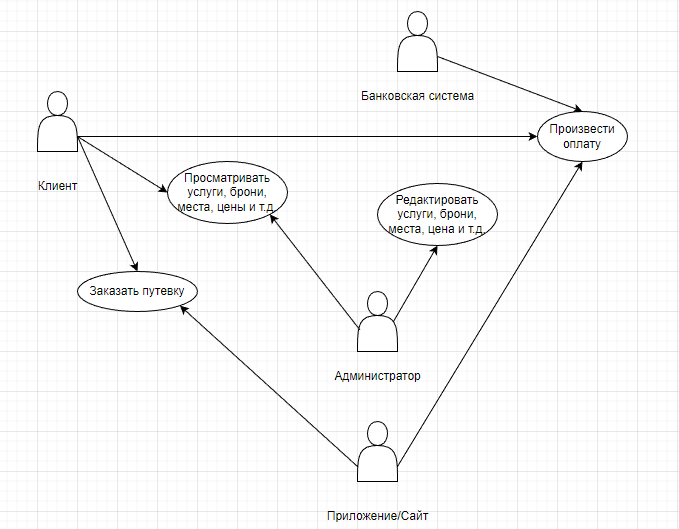 Банковская система
Произвести
оплату
Клиент
Просматривать
услуги, брони,
места, цены и т.д.
Редактировать
услуги, брони,
места, цена и т.д.
Заказать путевку
Администратор
Приложение/Сайт